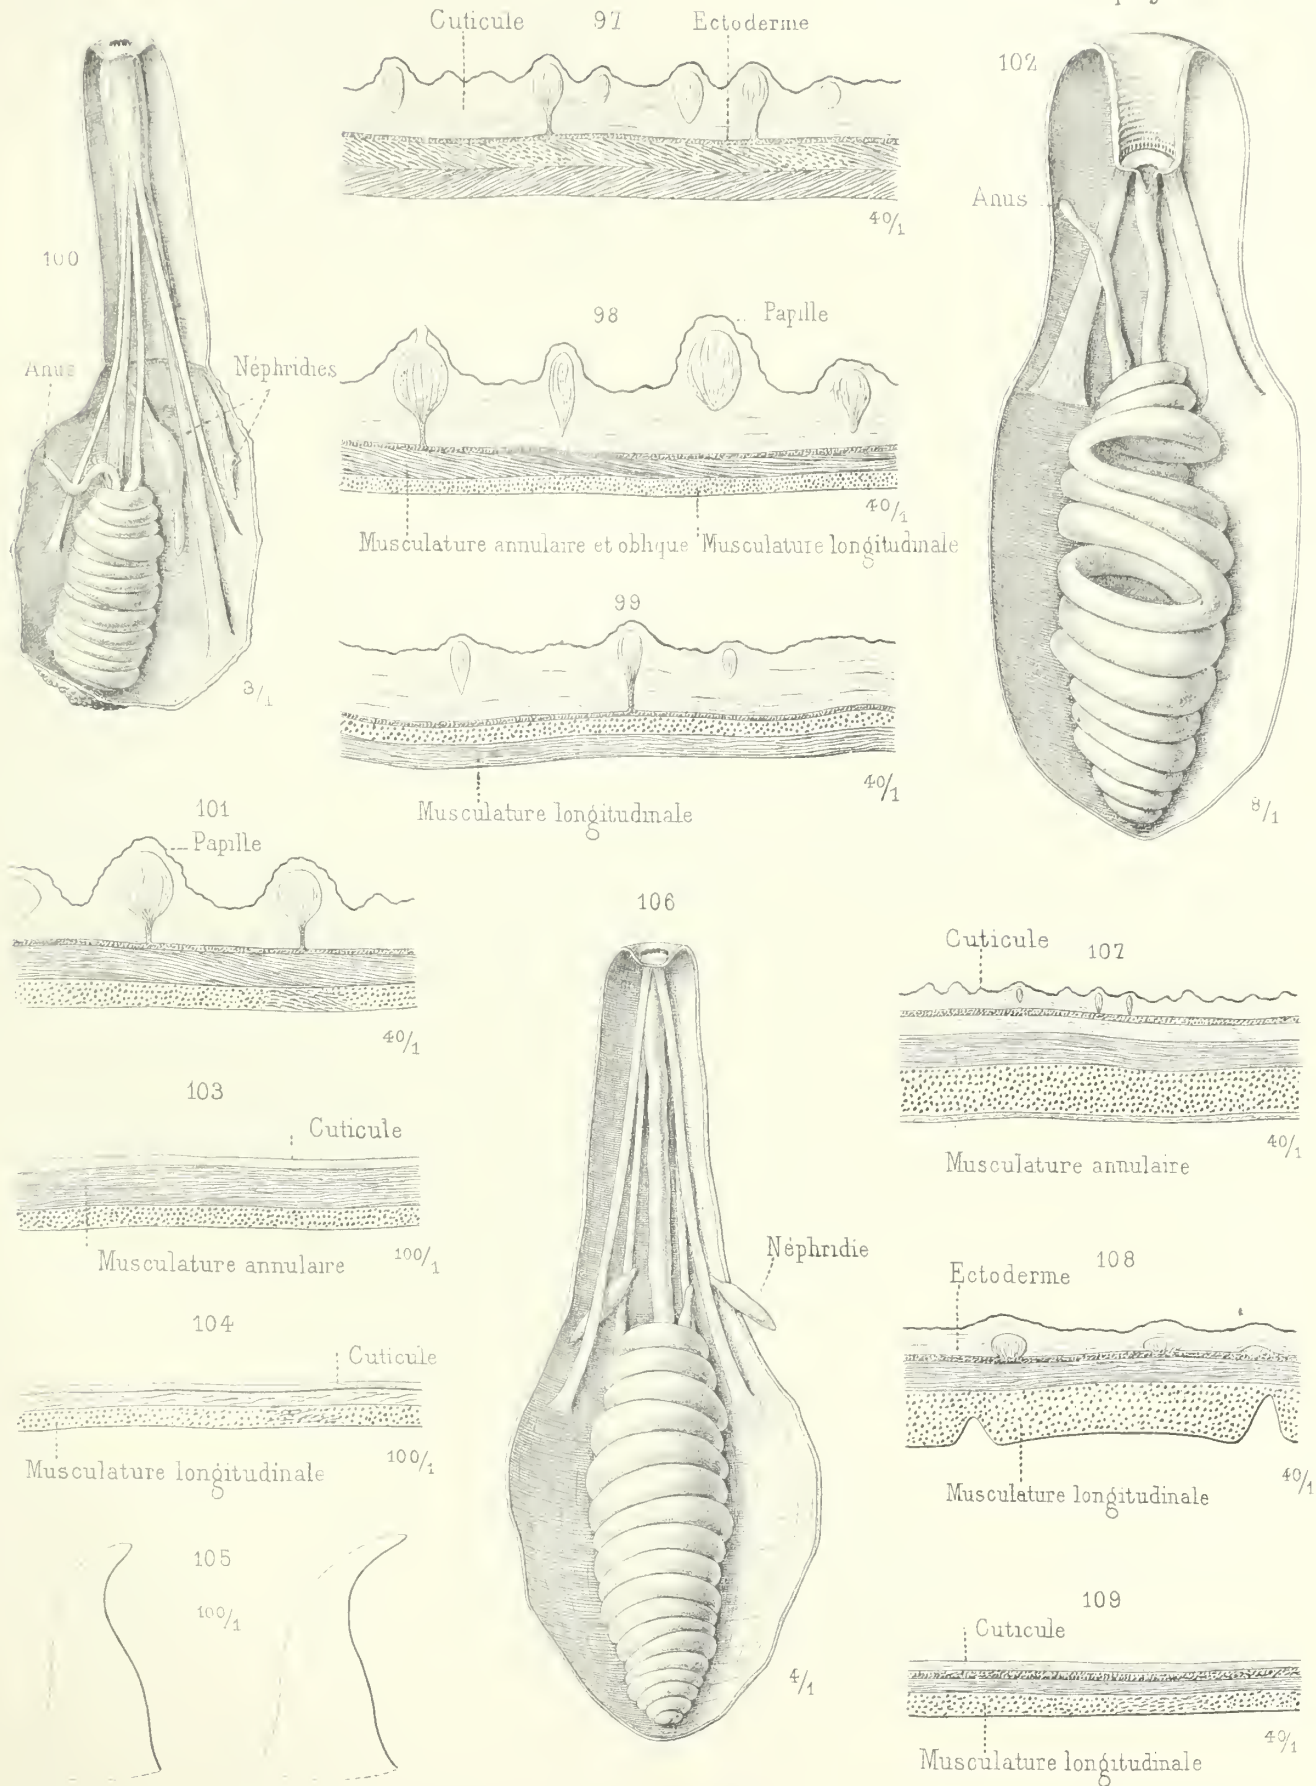 Cuticule 97 Ectoderme
40/1
100
Anus
Néphridies
3/1
98
Papille
40/1
Musculature annulaire et oblique Musculature longitudinale
99
40/1
Musculature longitudinale
102
Anus
8/1
101
Papille
40/1
103
Cuticule
Musculature annulaire 100/1
104
Cuticule
Musculature longitudinale 100/1
105
100/1
106
Néphridie
4/1
Cuticule 107
40/1
Musculature annulaire
Ectoderme 108
Musculature longitudinale 40/1
109
Cuticule
Musculature longitudinale 40/1